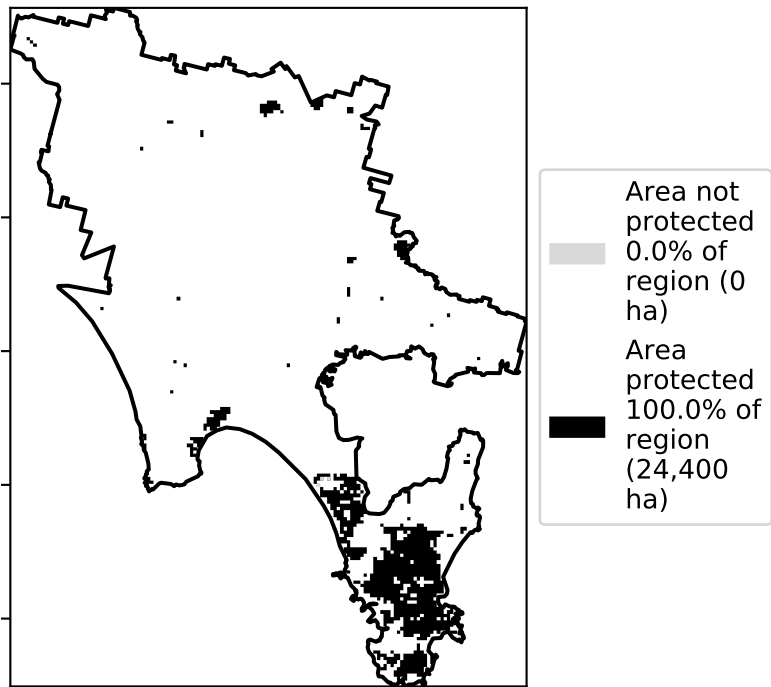 Area not
protected
0.0% of
region (0
ha)
Area
protected
100.0% of
region
(24,400
ha)